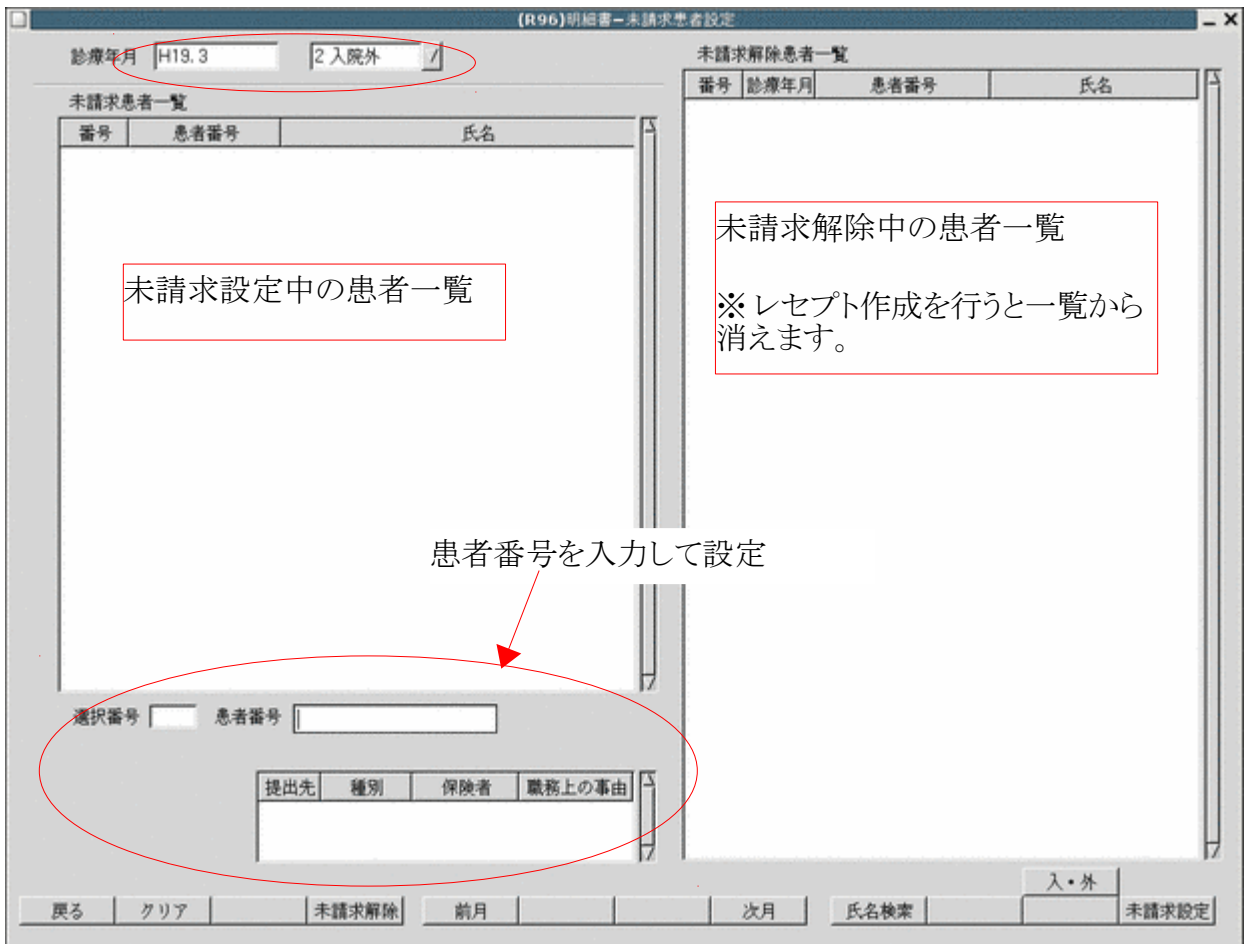 (R96)明細書ー未請求患者設定
診療年月 H19. 3 2 入院外
未請求患者一覧
番号 患者番号 氏名
未請求設定中の患者一覧
患者番号を入力して設定
選択番号 患者番号
提出先 種別 保険者 職務上の事由
未請求解除患者一覧
番号 診療年月 患者番号 氏名
未請求解除中の患者一覧
※ レセプト作成を行うと一覧から
消えます。
入・外
戻る クリア 未請求解除 前月 次月 氏名検索 未請求設定